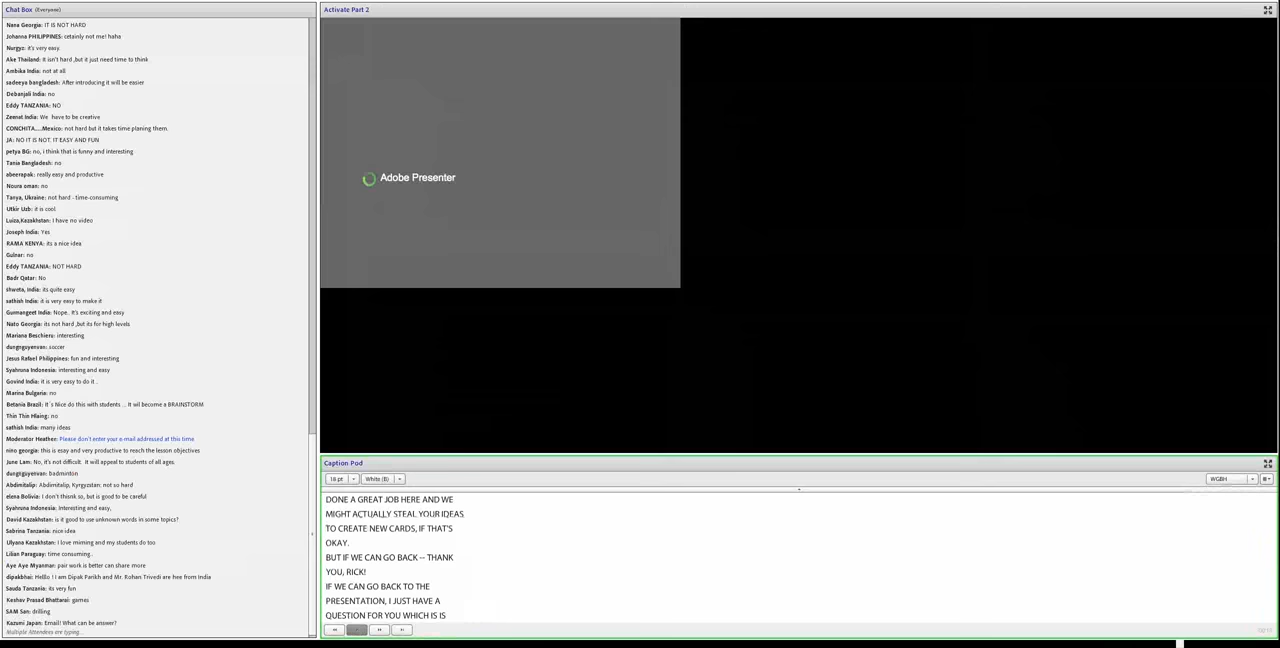 Chat Box (Everyone)
Nana Georgia: IT IS NOT HARD
Johanna PHILIPPINES: cetainly not me! haha
Nurgyz: it's very easy.
Ake Thailand: It isn't hard ,but it just need time to think
Ambika India: not at all
sadeeya bangladesh: After introducing it will be easier
Debanjali India: no
Eddy TANZANIA: NO
Zeenet India: We have to be creative
CONCHITA.....Mexico: not hard but it takes time planing them.
JA: NO IT IS NOT. IT EASY AND FUN
petya BG: no, i think that is funny and interesting
Tania Bangladesh: no
abeerapak: really easy and productive
Noura oman: no
Tanya, Ukraine: not hard - time-consuming
Utkir Uzb: it is cool
Luiza,Kazakhstan: I have no video
Joseph India: Yes
RAMA KENYA: its a nice idea
Gulnar: no
Eddy TANZANIA: NOT HARD
Badr Qatar: No
shweta, India: its quite easy
sathish India: it is very easy to make it
Gurmangeet India: Nope.. It's exciting and easy
Nato Georgia: its not hard ,but its for high levels
Mariana Beschieru: interesting
dungnguyenvan: soccer
Jesus Rafael Philippines: fun and interesting
Syahruna Indonesia: interesting and easy
Govind India: it is very easy to do it .
Marina Bulgaria: no
Betania Brazil: It´s Nice do this with students.... It wil become a BRAINSTORM
Thin Thin Hlaing: no
sathish India: many ideas
Moderator Heather: Please don't enter your e-mail addressed at this time
nino georgia: this is esay and very productive to reach the lesson objectives
June Lam: No, it's not difficult. It will appeal to students of all ages.
dungnguyenvan: badminton
Abdimitalip: Abdimitalip, Kyrgyzstan: not so hard
elena Bolivia: I don't thisnk so, but is good to be careful
Syahruna Indonesia: Interesting and easy,
David Kazakhstan: is it good to use unknown words in some topics?
Sabrina Tanzania: nice idea
Ulyana Kazakhstan: I love miming and my students do too
Lilian Paraguay: time consuming..
Aye Aye Myanmar: pair work is better can share more
dipakbhai: Helllo ! I am Dipak Parikh and Mr. Rohan Trivedi are hee from India
Sauda Tanzania: its very fun
Keshav Prasad Bhattarai: games
SAM San: drilling
Kazumi Japan: Email! What can be answer?
Multiple Attendees are typing...
Activate Part 2
Adobe Presenter
Caption Pod
18 pt
White (B)
WGBH
DONE A GREAT JOB HERE AND WE
MIGHT ACTUALLY STEAL YOUR IDEAS
TO CREATE NEW CARDS, IF THAT'S
OKAY.
BUT IF WE CAN GO BACK -- THANK
YOU, RICK!
IF WE CAN GO BACK TO THE
PRESENTATION, I JUST HAVE A
QUESTION FOR YOU WHICH IS IS